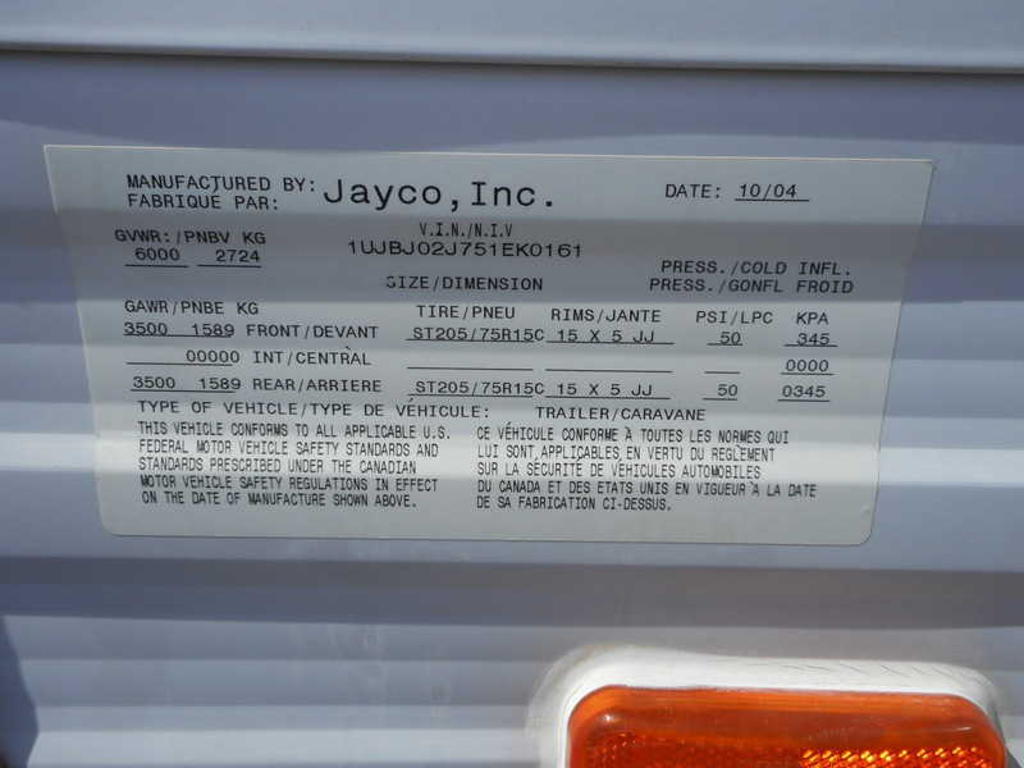 MANUFACTURED BY: Jayco, Inc. DATE: 10/04
FABRIQUÉ PAR:
V.I.N./N.I.V
GVWR:/PNBV KG 1UJBJ02J751EK0161
6000 2724
SIZE/DIMENSION PRESS./COLD INFL.
PRESS./GONFL FROID
GAWR/PNBE KG TIRE/PNEU RIMS/JANTE PSI/LPC KPA
3500 1589 FRONT/DEVANT ST205/75R15C 15 X 5 JJ 50 345
00000 INT/CENTRÀL 0000
3500 1589 REAR/ARRIERE ST205/75R15C 15 X 5 JJ 50 0345
TYPE OF VEHICLE/TYPE DE VÉHICULE: TRAILER/CARAVANE
THIS VEHICLE CONFORMS TO ALL APPLICABLE U.S.
FEDERAL MOTOR VEHICLE SAFETY STANDARDS AND
STANDARDS PRESCRIBED UNDER THE CANADIAN
MOTOR VEHICLE SAFETY REGULATIONS IN EFFECT
ON THE DATE OF MANUFACTURE SHOWN ABOVE.
CE VÉHICULE CONFORME À TOUTES LES NORMES QUI
LUI SONT APPLICABLES EN VERTU DU REGLEMENT
SUR LA SÉCURITÉ DE VÉHICULES AUTOMOBILES
DU CANADA ET DES ETATS UNIS EN VIGUEUR À LA DATE
DE SA FABRICATION CI-DESSUS.